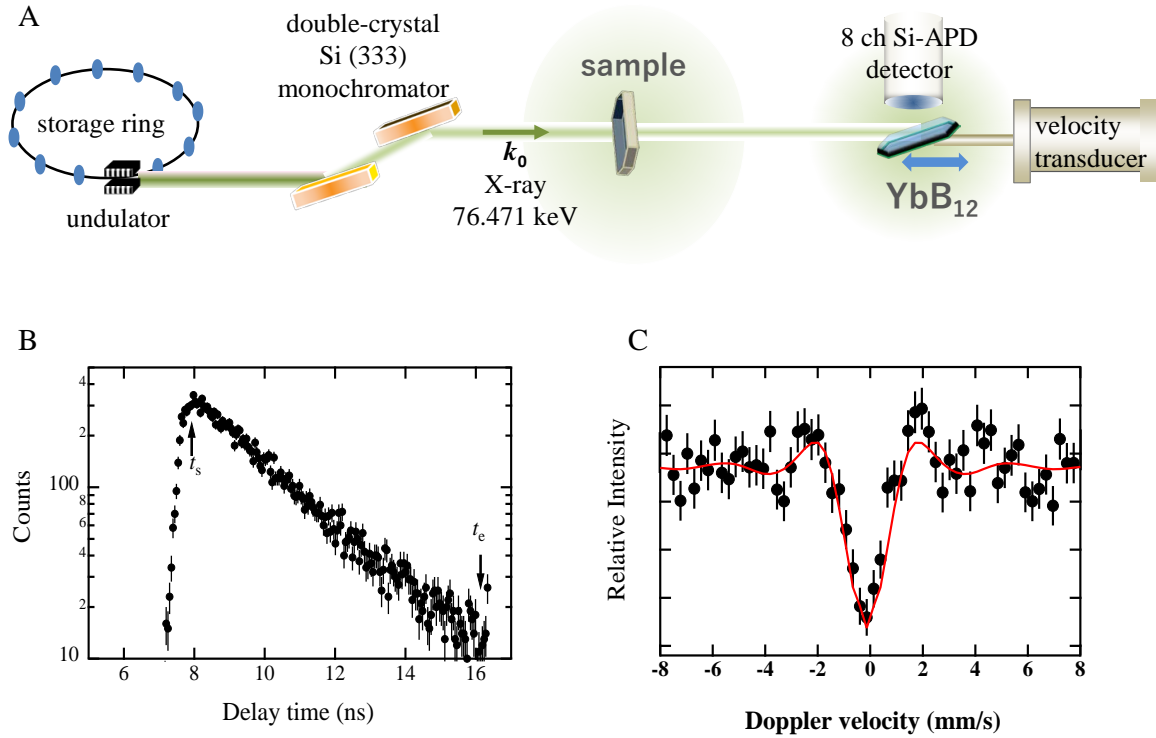 A
double-crystal
Si (333)
monochromator
8 ch Si-APD
detector
sample
storage ring
velocity
transducer
k0
X-ray
76.471 keV
undulator
YbB12
B
C
4
2
100
8
6
4
2
10
Counts
ts
te
6 8 10 12 14 16
Delay time (ns)
Relative Intensity
-8 -6 -4 -2 0 2 4 6 8
Doppler velocity (mm/s)